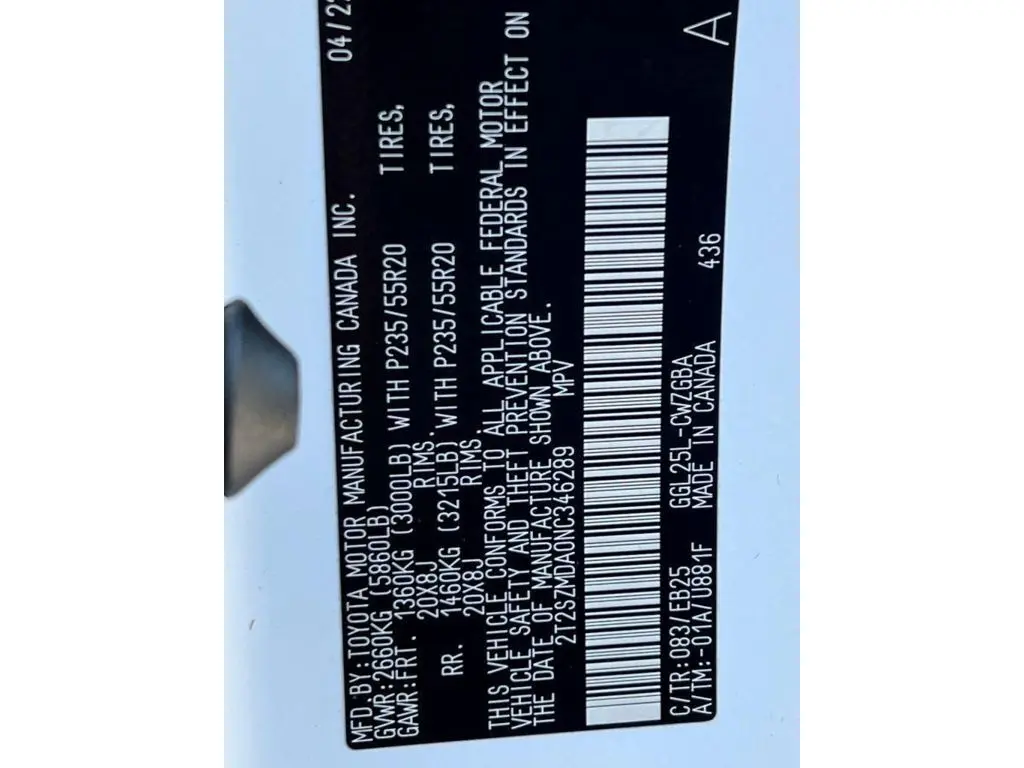 MFD.BY:TOYOTA MOTOR MANUFACTURING CANADA INC. 04/2
GVWR:2660KG (5860LB)
GAWR:FRT. 1360KG (3000LB) WITH P235/55R20 TIRES,
20X8J RIMS.
RR. 1460KG (3215LB) WITH P235/55R20 TIRES,
20X8J RIMS.
THIS VEHICLE CONFORMS TO ALL APPLICABLE FEDERAL MOTOR
VEHICLE SAFETY AND THEFT PREVENTION STANDARDS IN EFFECT ON
THE DATE OF MANUFACTURE SHOWN ABOVE.
2T2SZMDA0NC346289 MPV
C/TR:083/EB25 GGL25L-CWZGBA
A/TM:-01A/U881F MADE IN CANADA 436 A